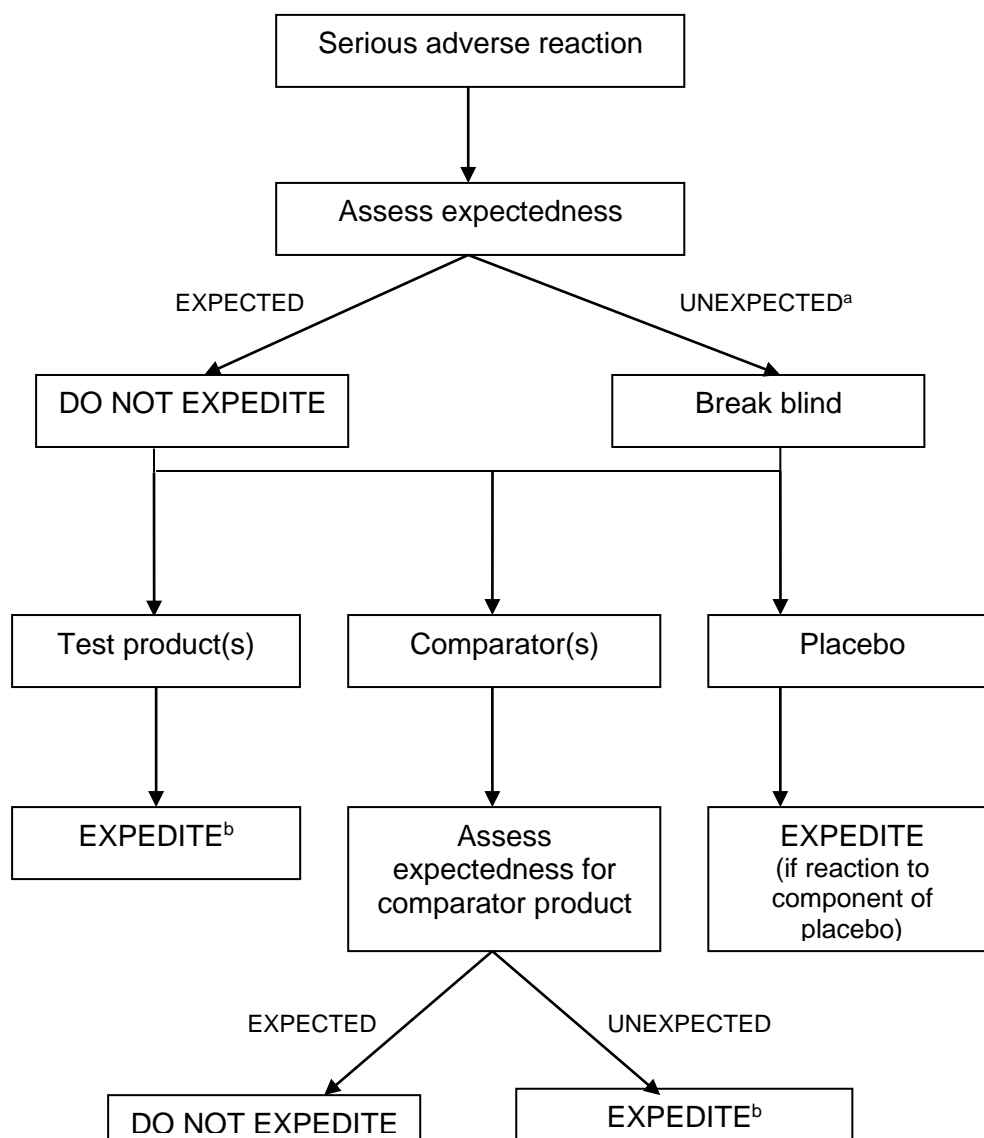 Serious adverse reaction
Assess expectedness
EXPECTED
UNEXPECTEDᵃ
DO NOT EXPEDITE
Break blind
Test product(s)
Comparator(s)
Placebo
EXPEDITEᵇ
Assess
expectedness for
comparator product
EXPEDITE
(if reaction to
component of
placebo)
EXPECTED
UNEXPECTED
DO NOT EXPEDITE
EXPEDITEᵇ